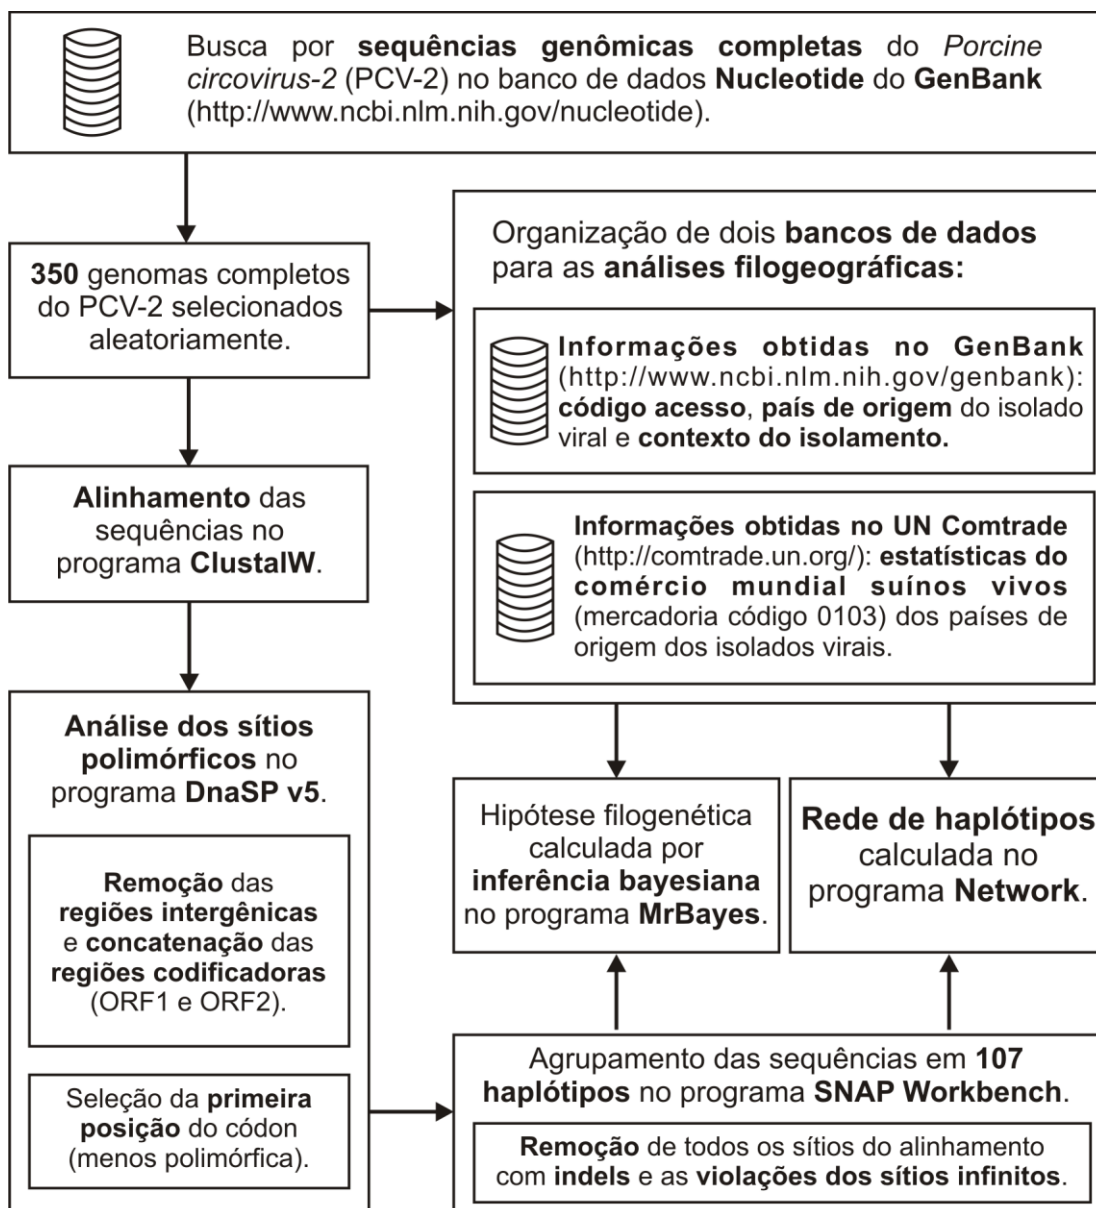 Busca por sequências genômicas completas do Porcine
circovirus-2 (PCV-2) no banco de dados Nucleotide do GenBank
(http://www.ncbi.nlm.nih.gov/nucleotide).
350 genomas completos
do PCV-2 selecionados
aleatoriamente.
Organização de dois bancos de dados
para as análises filogeográficas:
Informações obtidas no GenBank
(http://www.ncbi.nlm.nih.gov/genbank):
código acesso, país de origem do isolado
viral e contexto do isolamento.
Informações obtidas no UN Comtrade
(http://comtrade.un.org/): estatísticas do
comércio mundial suínos vivos
(mercadoria código 0103) dos países de
origem dos isolados virais.
Alinhamento das
sequências no
programa ClustalW.
Análise dos sítios
polimórficos no
programa DnaSP v5.
Remoção das
regiões intergênicas
e concatenação das
regiões codificadoras
(ORF1 e ORF2).
Seleção da primeira
posição do códon
(menos polimórfica).
Hipótese filogenética
calculada por
inferência bayesiana
no programa MrBayes.
Rede de haplótipos
calculada no
programa Network.
Agrupamento das sequências em 107
haplótipos no programa SNAP Workbench.
Remoção de todos os sítios do alinhamento
com indels e as violações dos sítios infinitos.